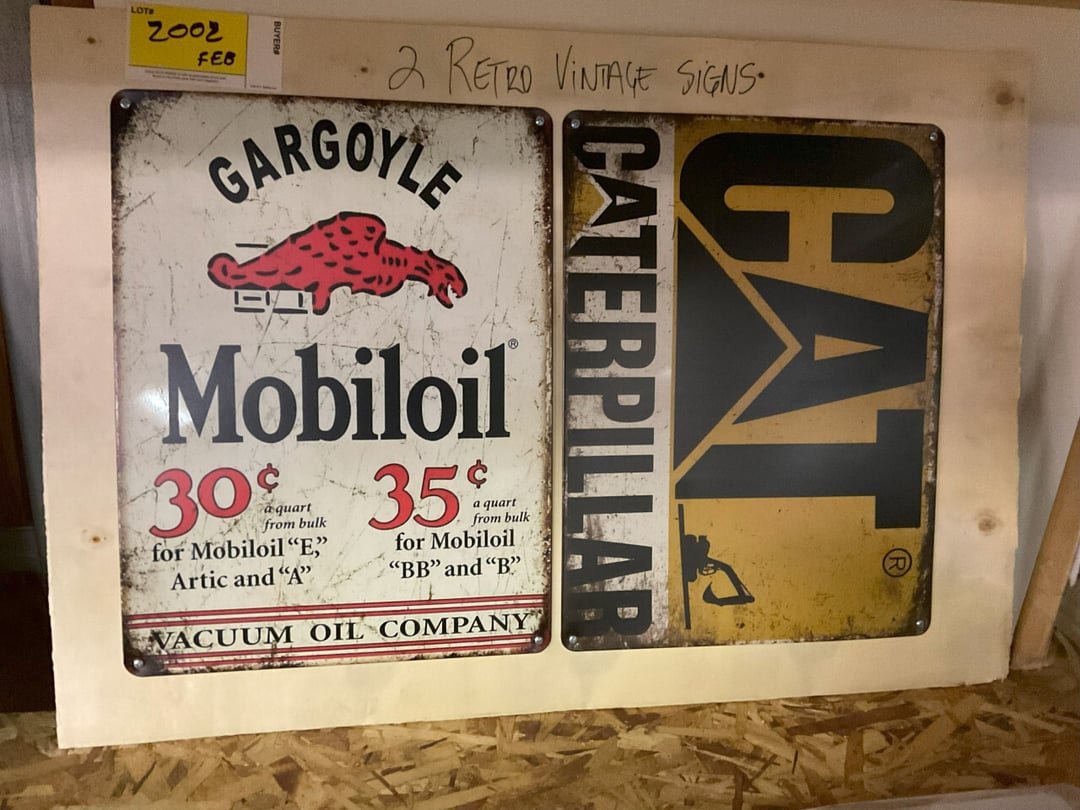 LOT#
2002
FEB
BUYER#
2 RETRO VINTAGE SIGNS
GARGOYLE
Mobiloil®
30¢
a quart
from bulk
for Mobiloil “E,”
Artic and “A”
35¢
a quart
from bulk
for Mobiloil
“BB” and “B”
VACUUM OIL COMPANY
CAT®
CATERPILLAR